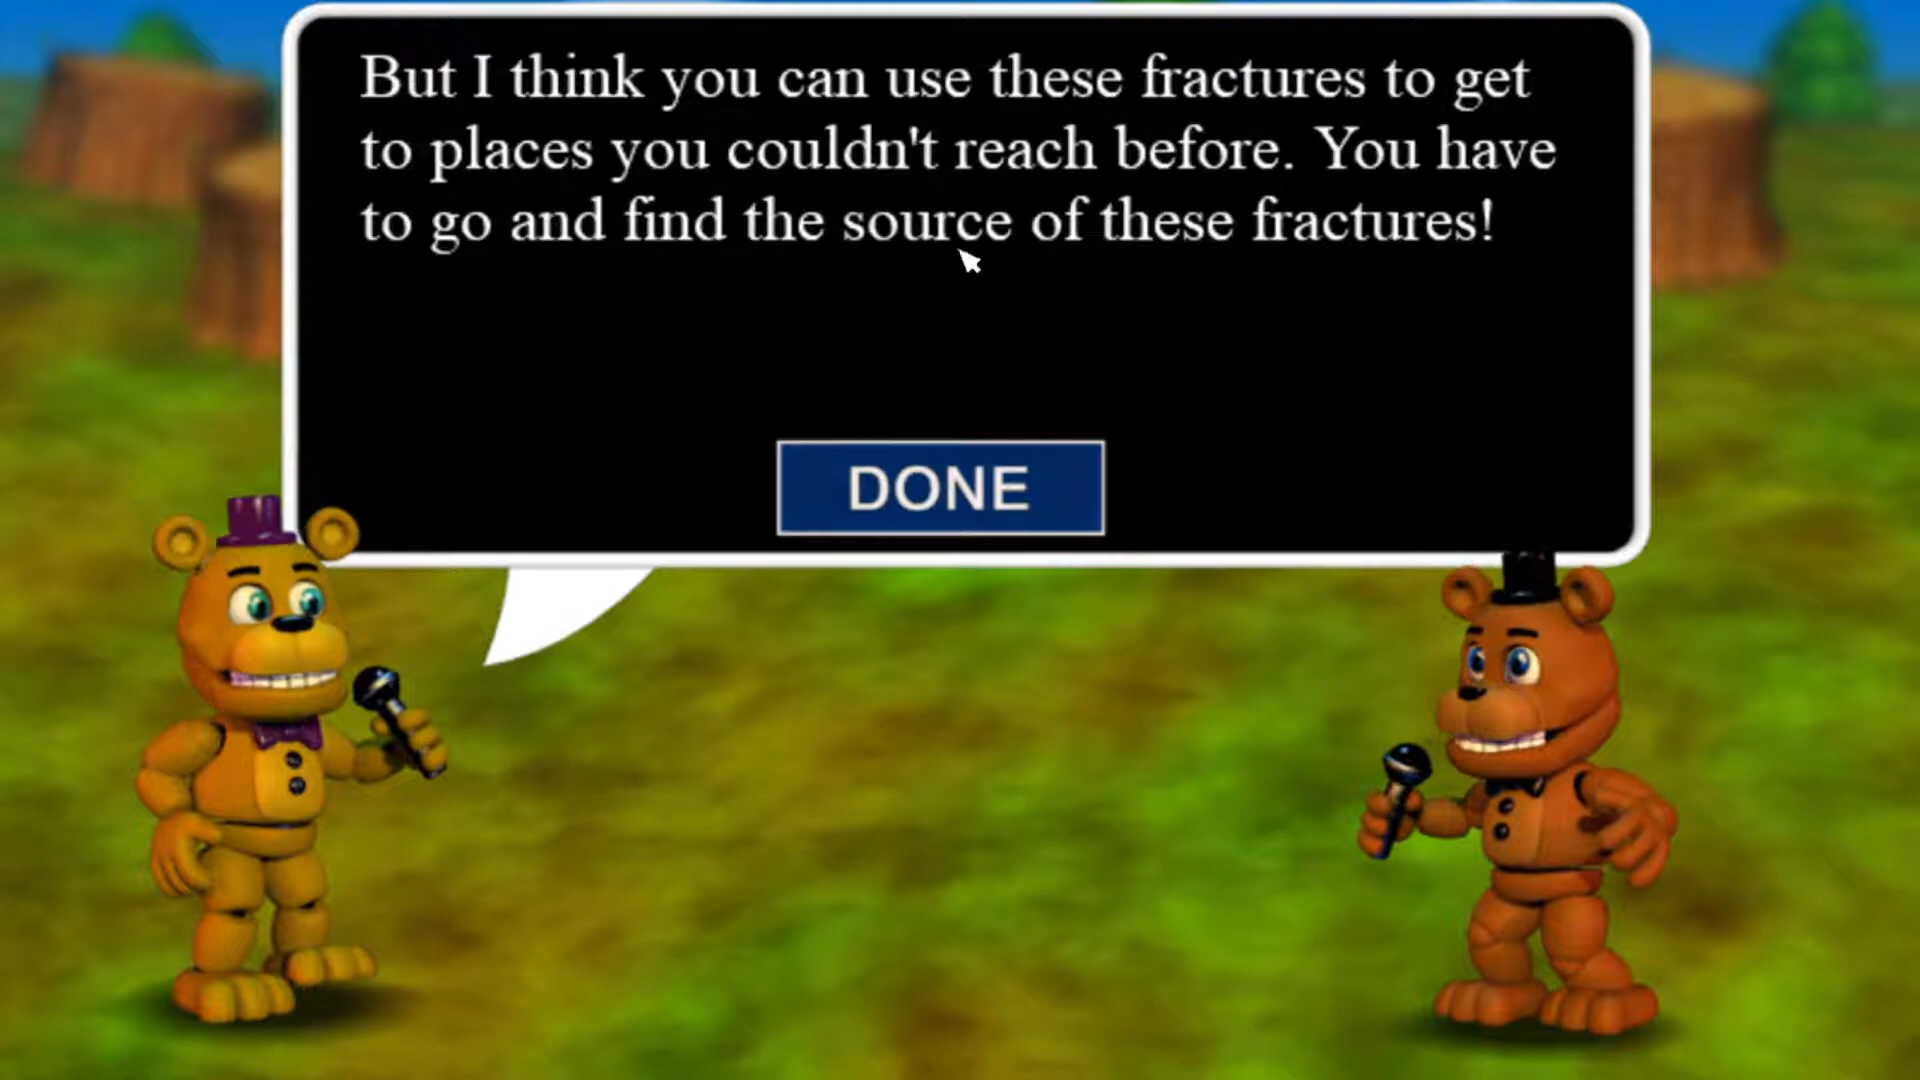 But I think you can use these fractures to get
to places you couldn't reach before. You have
to go and find the source of these fractures!
DONE